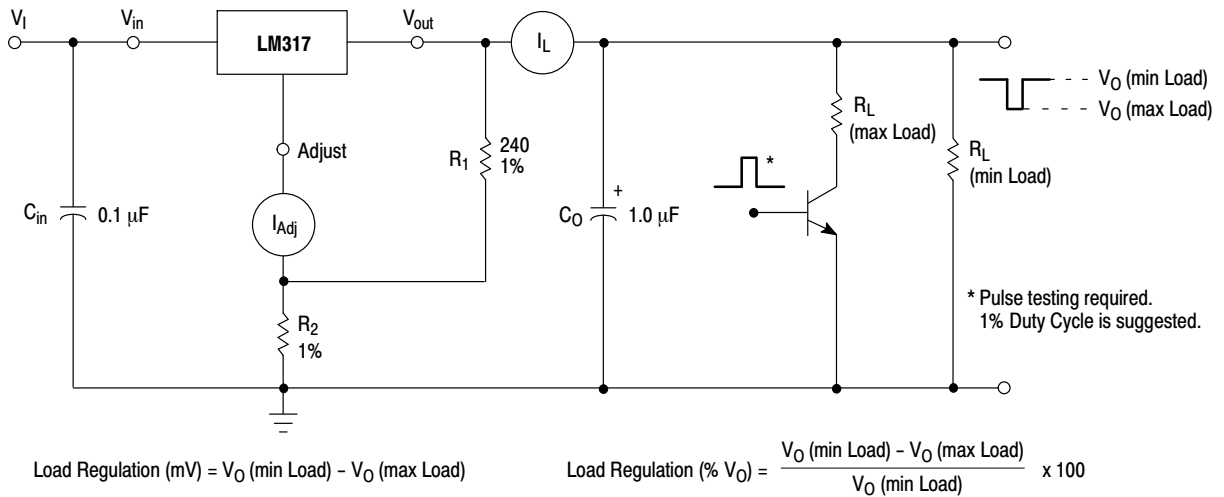 V_I
V_in
LM317
V_out
I_L
Adjust
R_1
240
1%
C_in
0.1 μF
I_Adj
R_2
1%
C_O
+
1.0 μF
*
R_L
(max Load)
R_L
(min Load)
V_O (min Load)
V_O (max Load)
* Pulse testing required.
1% Duty Cycle is suggested.
Load Regulation (mV) = V_O (min Load) - V_O (max Load)
Load Regulation (% V_O) = V_O (min Load) - V_O (max Load)
V_O (min Load)
x 100